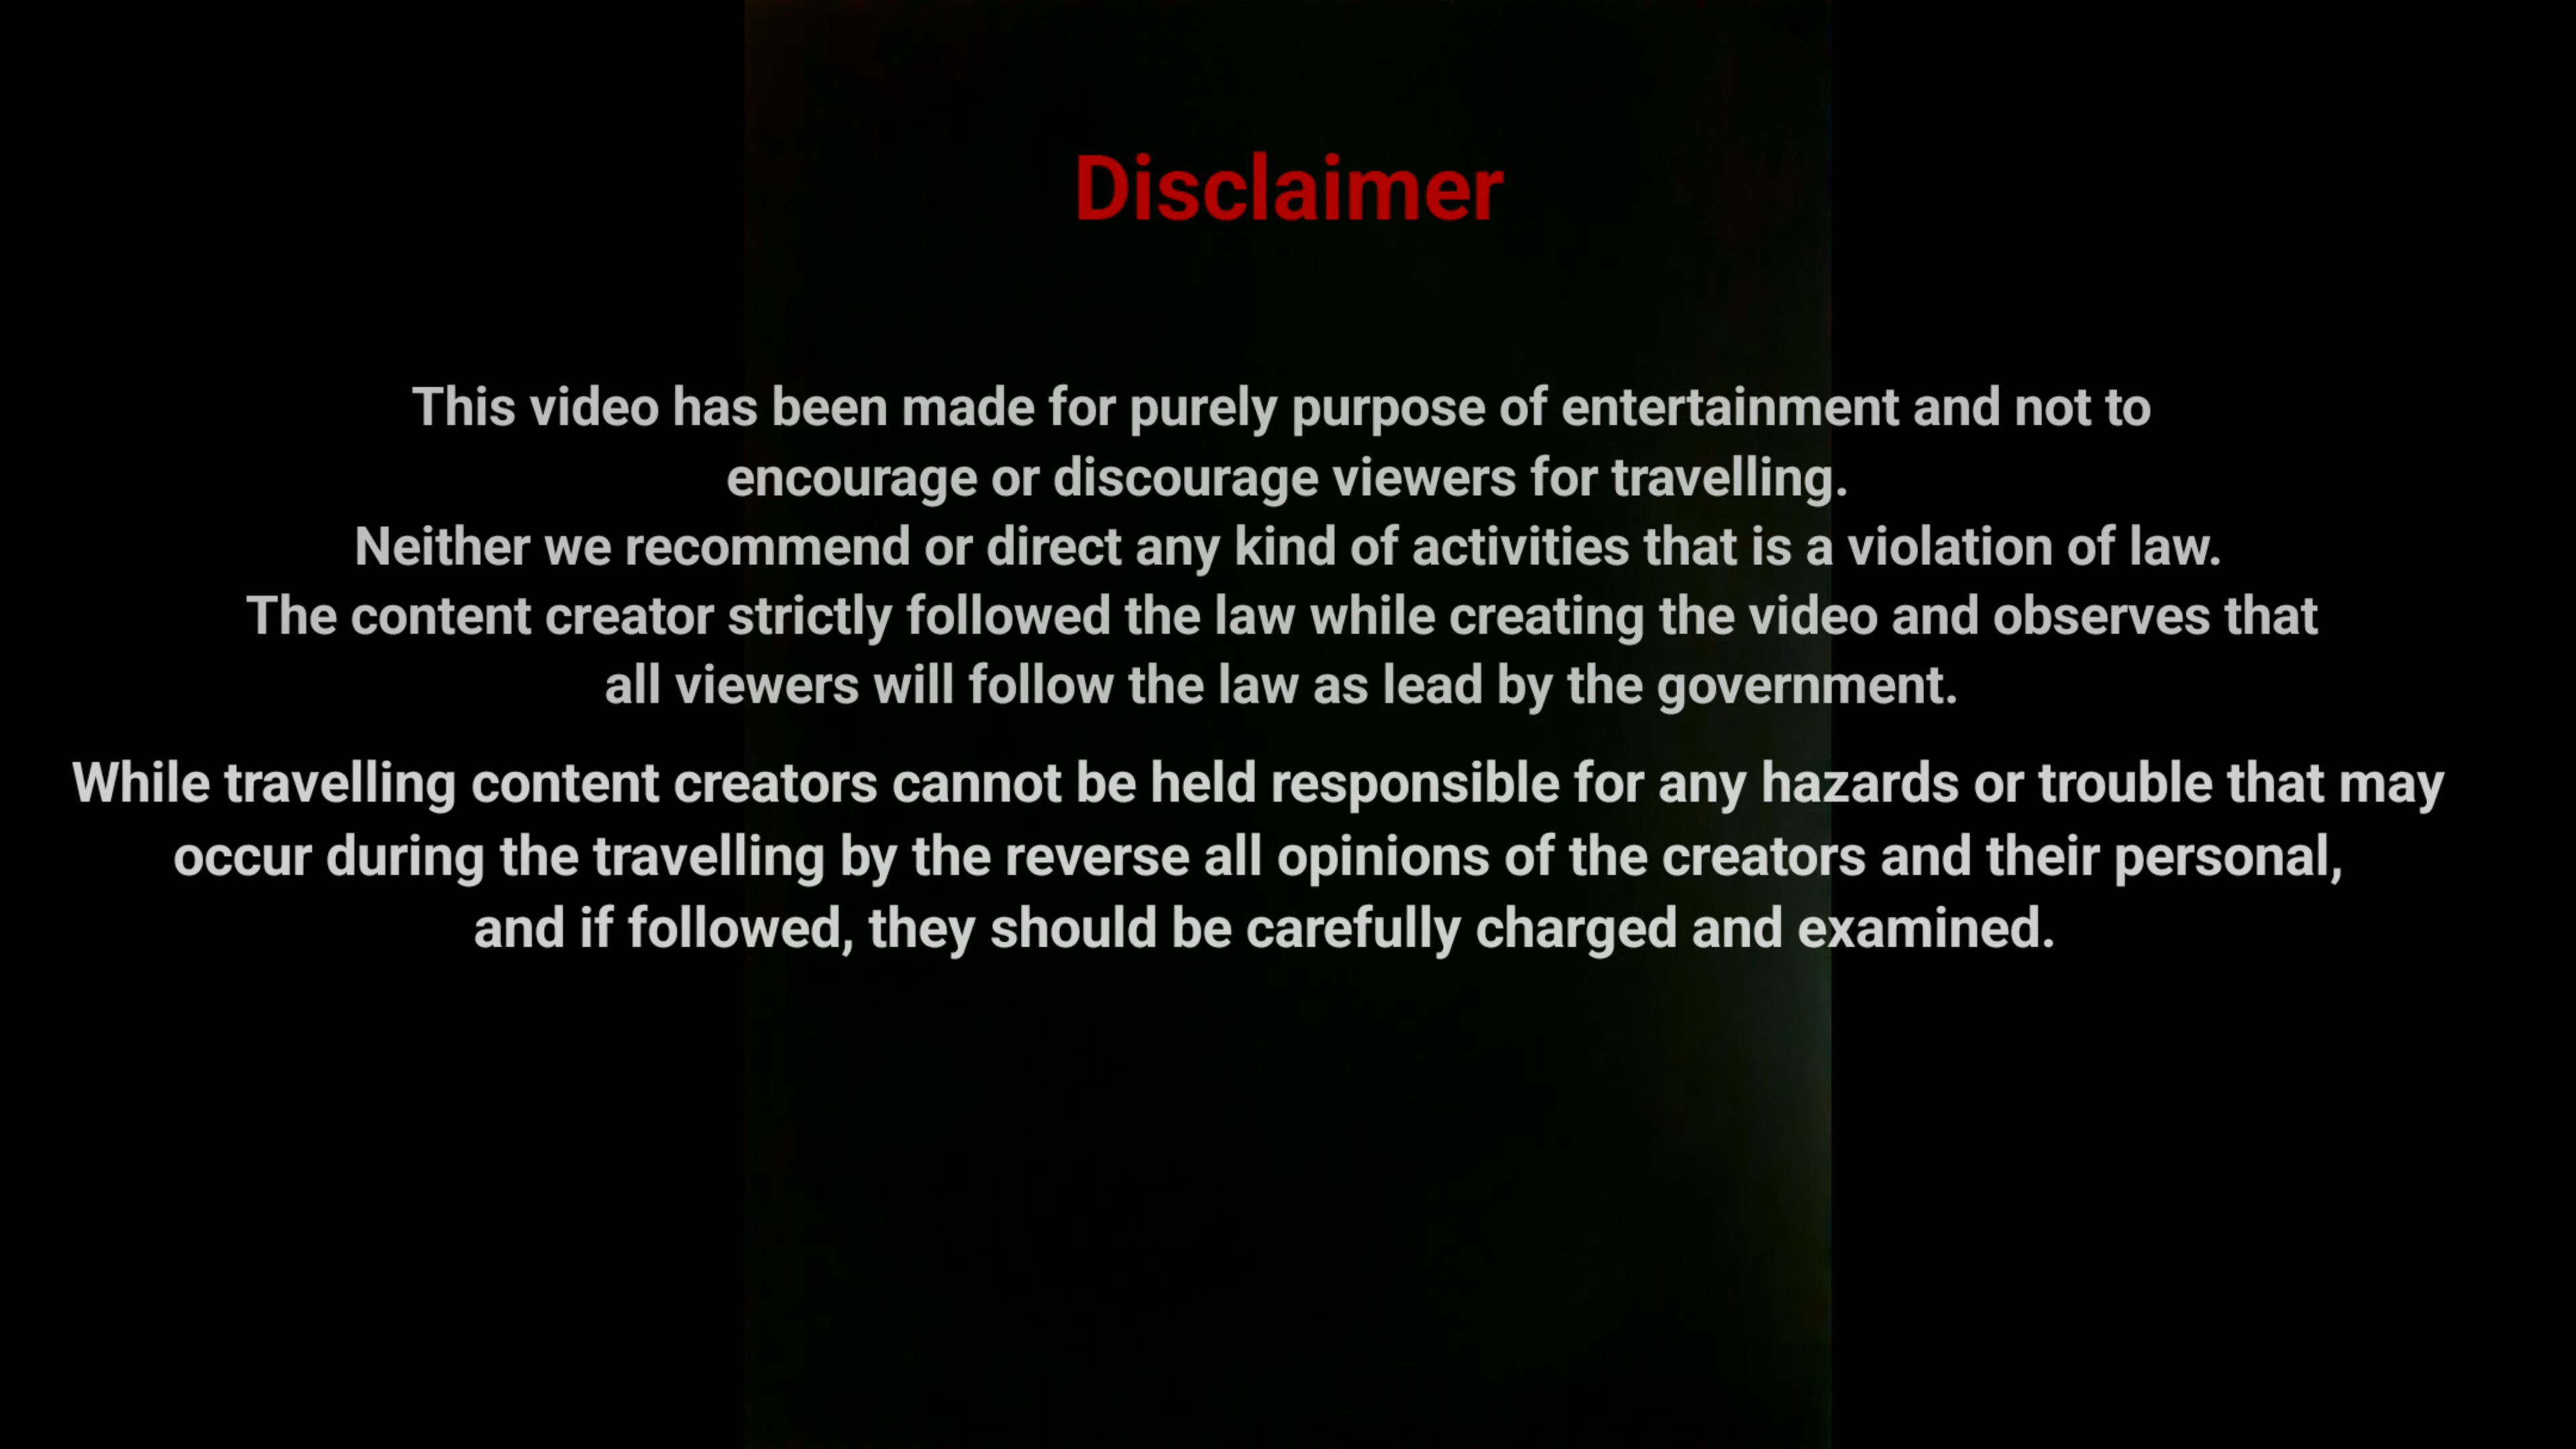 Disclaimer
This video has been made for purely purpose of entertainment and not to
encourage or discourage viewers for travelling.
Neither we recommend or direct any kind of activities that is a violation of law.
The content creator strictly followed the law while creating the video and observes that
all viewers will follow the law as lead by the government.
While travelling content creators cannot be held responsible for any hazards or trouble that may
occur during the travelling by the reverse all opinions of the creators and their personal,
and if followed, they should be carefully charged and examined.